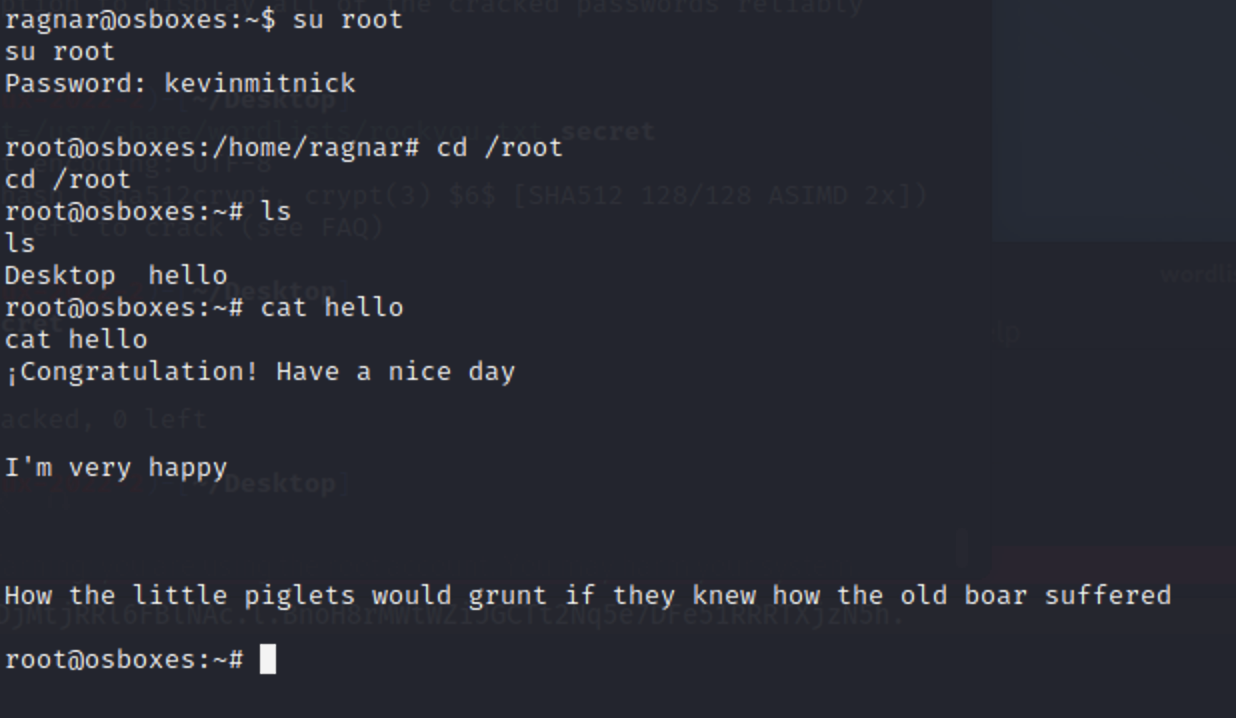 ragnar@osboxes:~$ su root
su root
Password: kevinmitnick
root@osboxes:/home/ragnar# cd /root
cd /root
root@osboxes:~# ls
ls
Desktop  hello
root@osboxes:~# cat hello
cat hello
¡Congratulation! Have a nice day
I'm very happy
How the little piglets would grunt if they knew how the old boar suffered
root@osboxes:~#